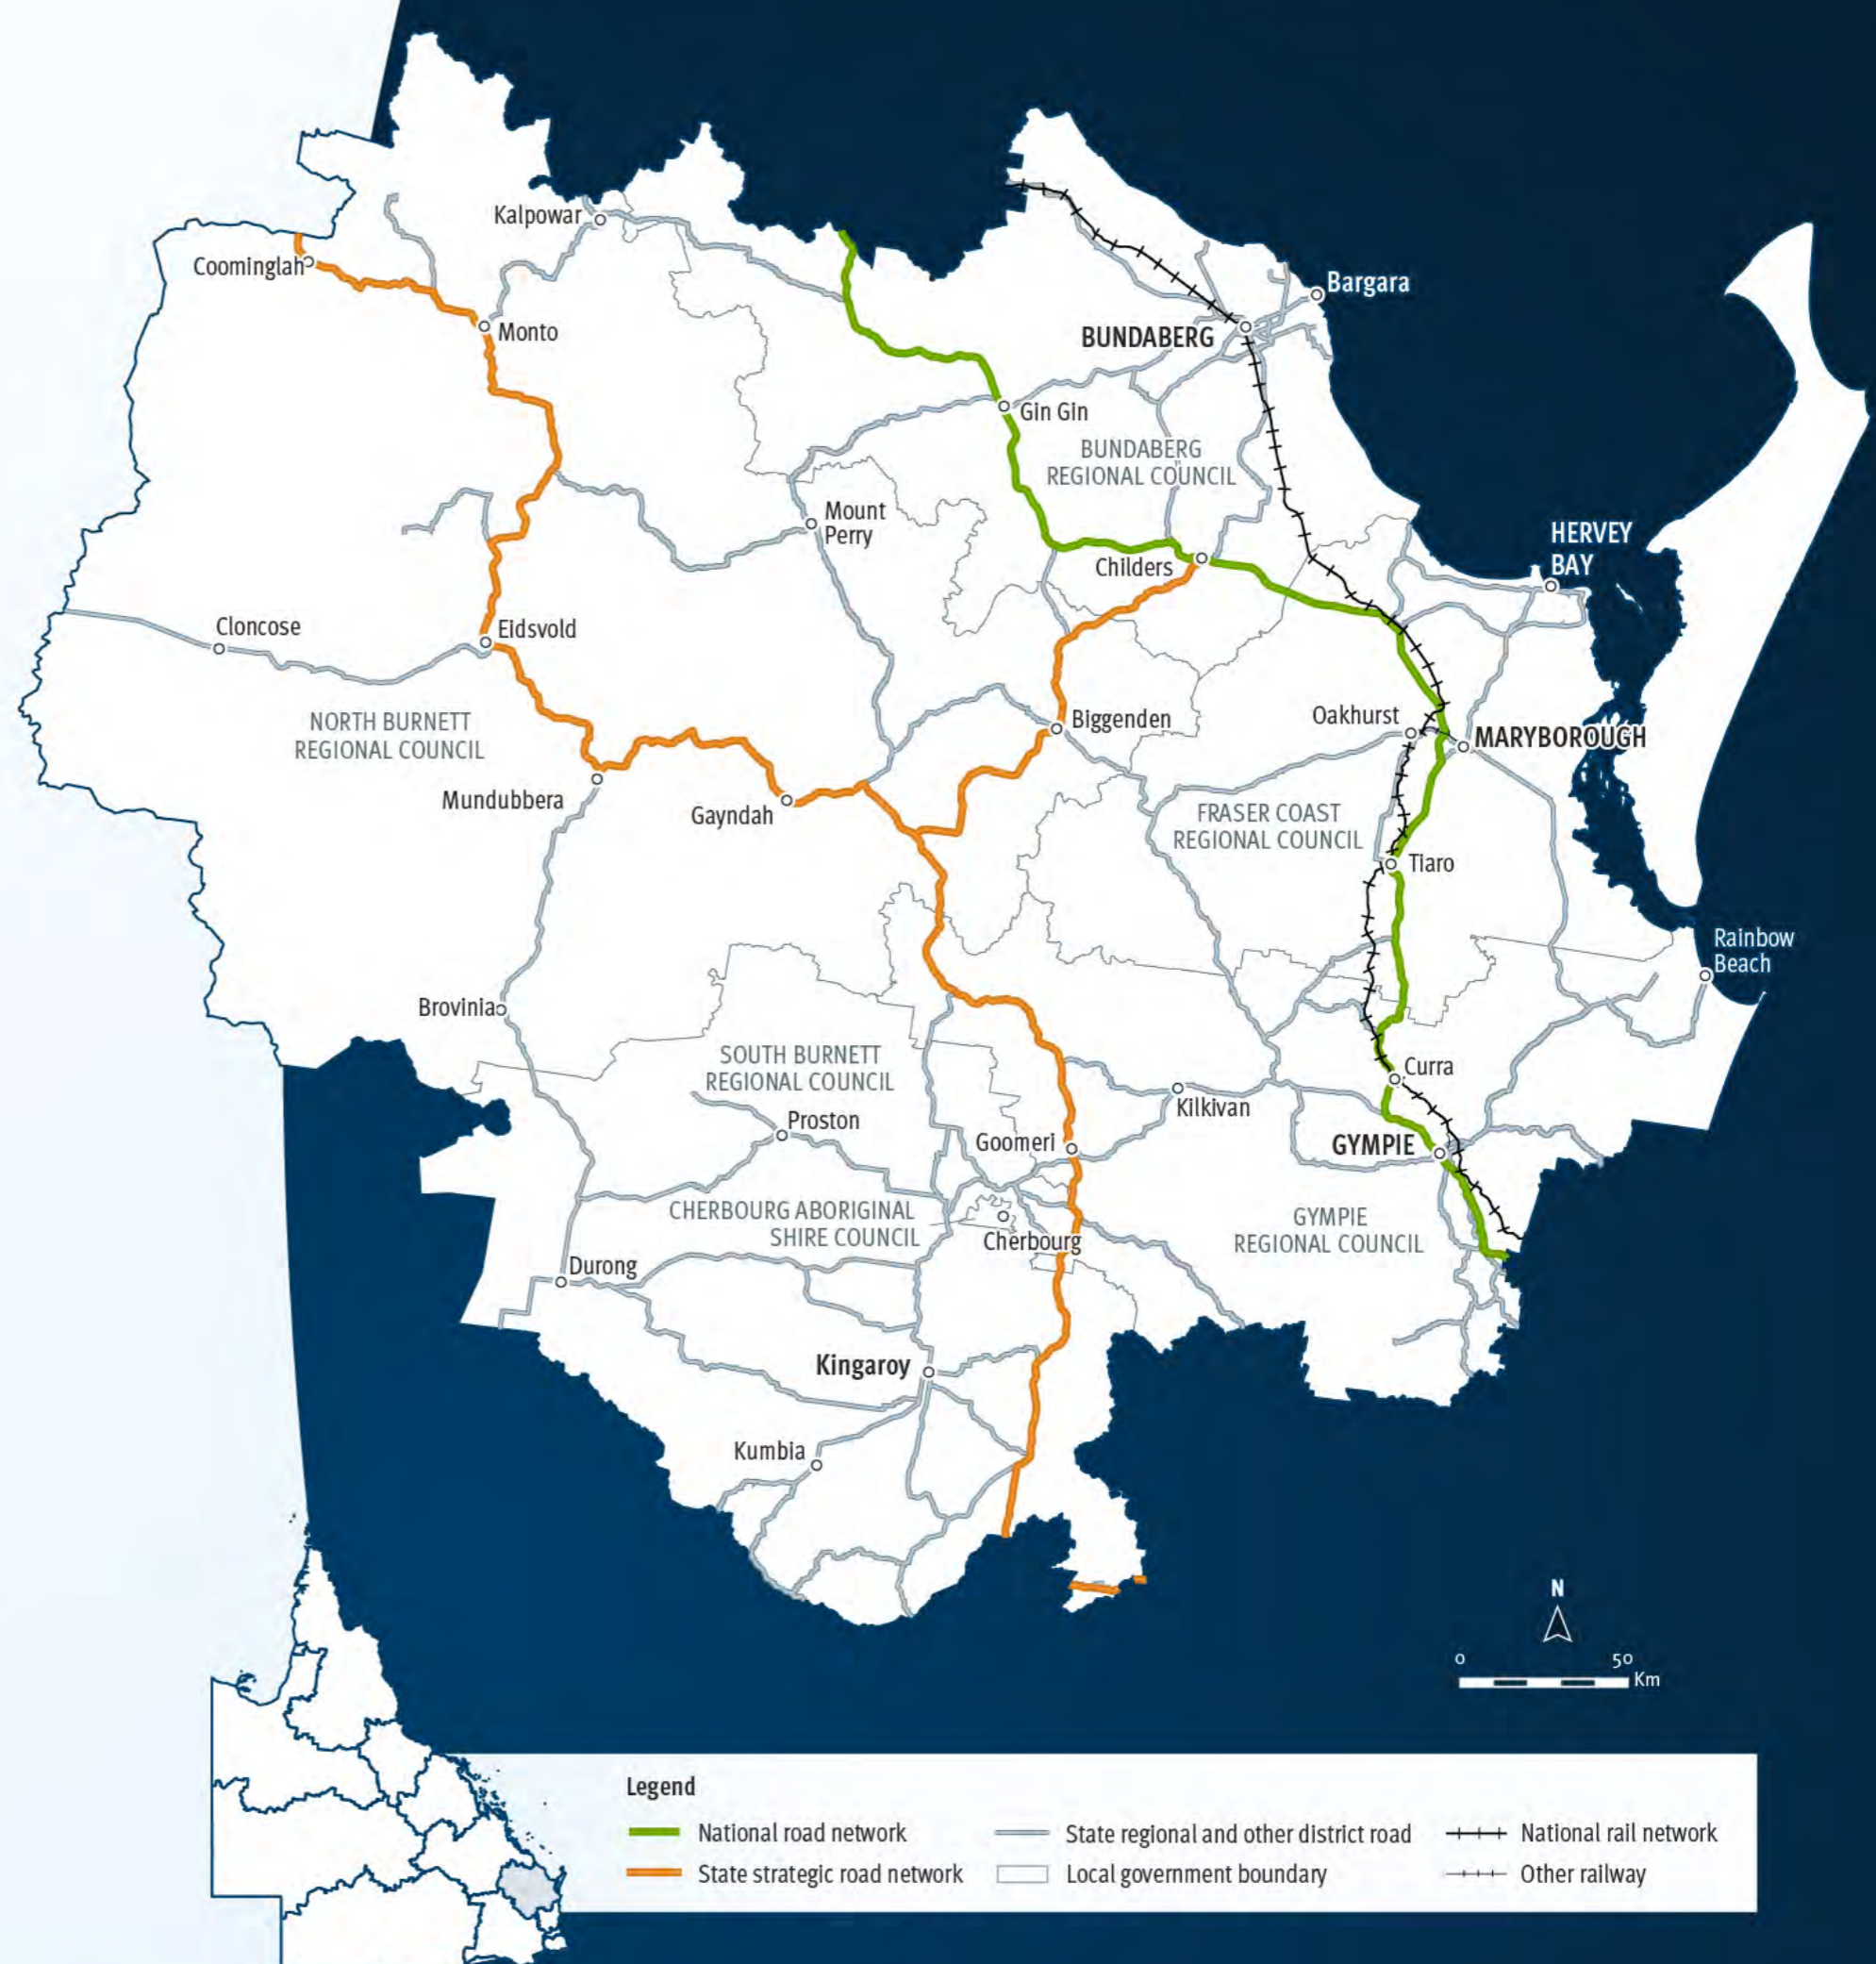 Kalpowar
Coominglah
Bargara
Monto
BUNDABERG
Gin Gin
BUNDABERG
REGIONAL COUNCIL
Mount
Perry
HERVEY
BAY
Childers
Cloncose
Eidsvold
NORTH BURNETT
REGIONAL COUNCIL
Biggenden
Oakhurst
MARYBOROUGH
Mundubbera
Gayndah
FRASER COAST
REGIONAL COUNCIL
Tiaro
Rainbow
Beach
Brovinia
SOUTH BURNETT
REGIONAL COUNCIL
Curra
Proston
Kilkivan
Goomeri
GYMPIE
CHERBOURG ABORIGINAL
SHIRE COUNCIL
Cherbourg
GYMPIE
REGIONAL COUNCIL
Durong
Kingaroy
Kumbia
N
0 50
Km
Legend
National road network
State regional and other district road
National rail network
State strategic road network
Local government boundary
Other railway